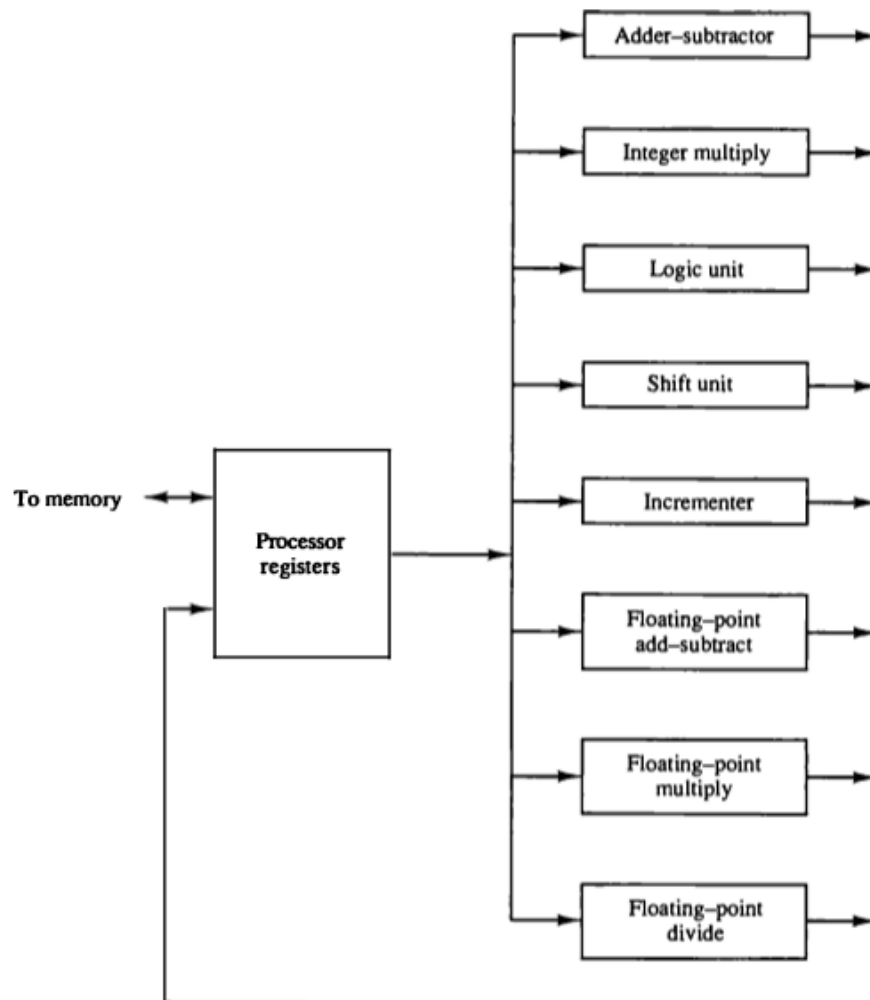 Adder–subtractor
Integer multiply
Logic unit
Shift unit
To memory
Processor
registers
Incrementer
Floating–point
add–subtract
Floating–point
multiply
Floating–point
divide